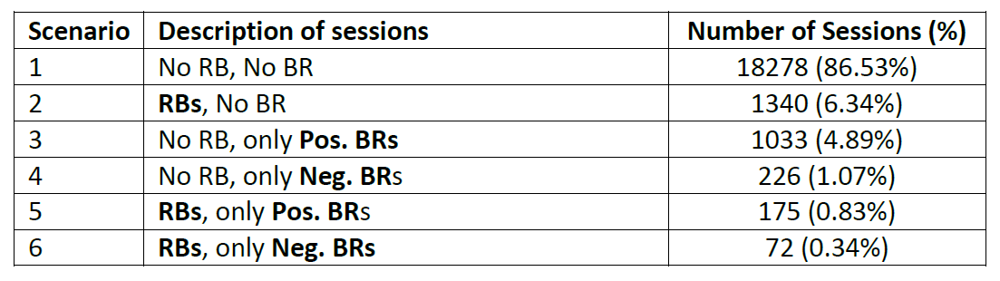 Scenario Description of sessions Number of Sessions (%)
1 No RB, No BR 18278 (86.53%)
2 RBs, No BR 1340 (6.34%)
3 No RB, only Pos. BRs 1033 (4.89%)
4 No RB, only Neg. BRs 226 (1.07%)
5 RBs, only Pos. BRs 175 (0.83%)
6 RBs, only Neg. BRs 72 (0.34%)